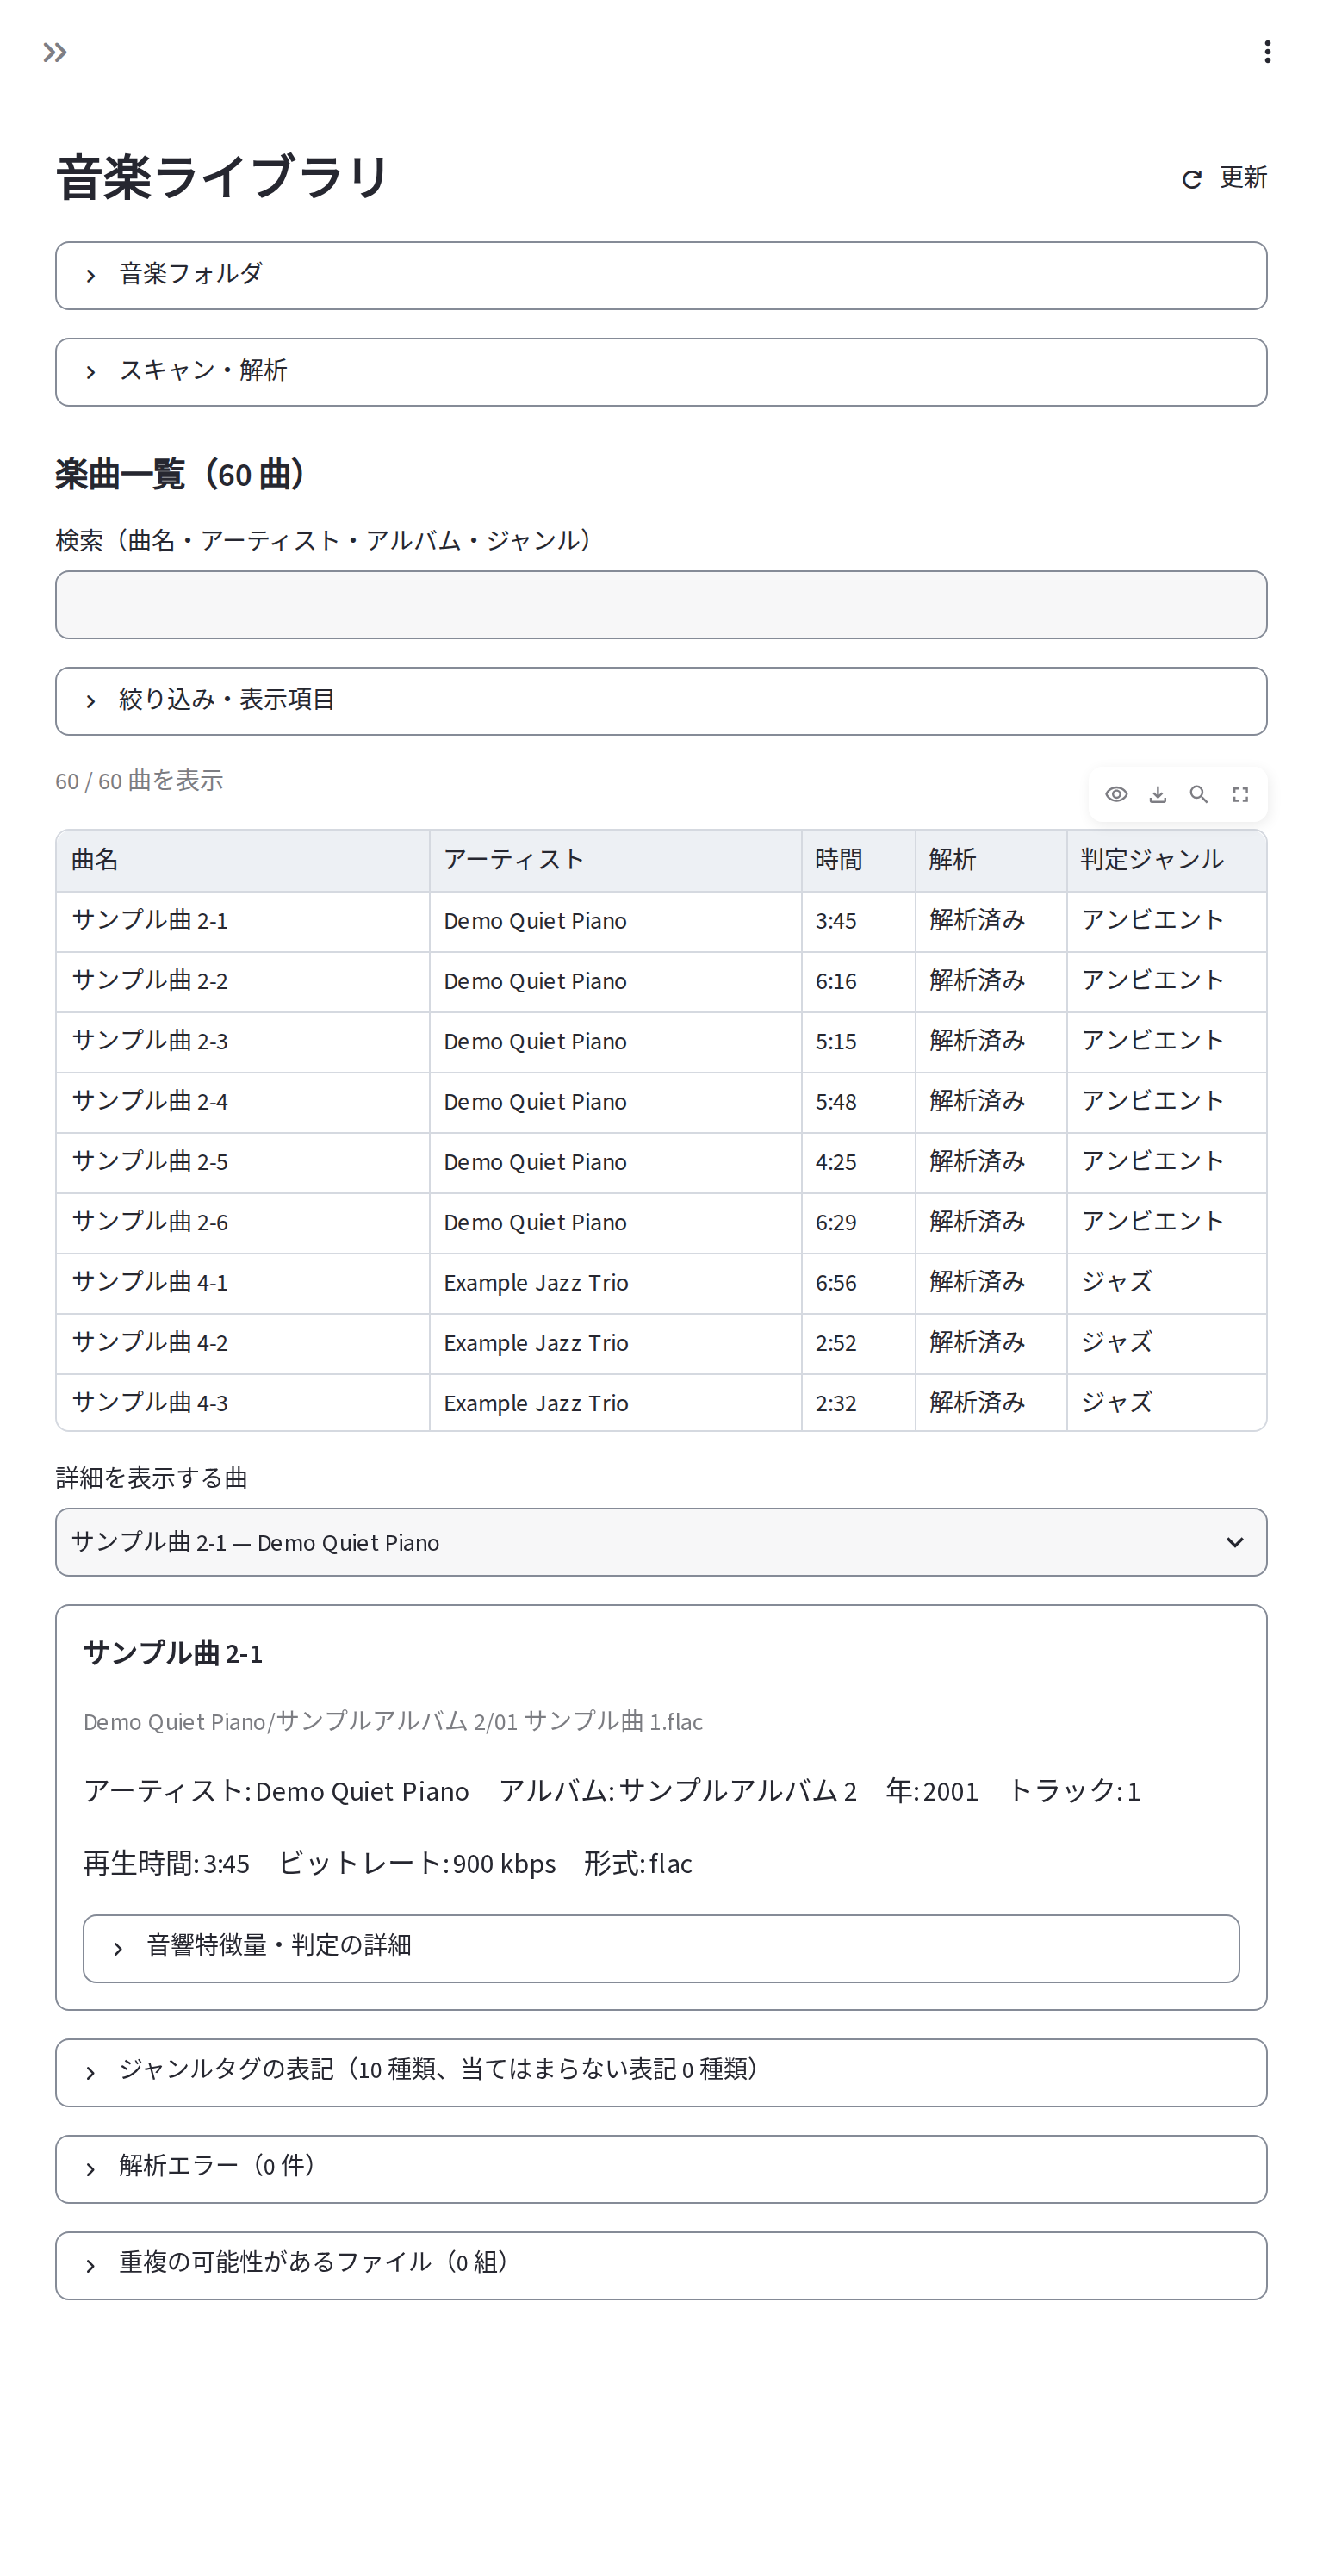 音楽ライブラリ
更新
音楽フォルダ
スキャン・解析
楽曲一覧（60 曲）
検索（曲名・アーティスト・アルバム・ジャンル）
絞り込み・表示項目
60 / 60 曲を表示
曲名 アーティスト 時間 解析 判定ジャンル
サンプル曲 2-1 Demo Quiet Piano 3:45 解析済み アンビエント
サンプル曲 2-2 Demo Quiet Piano 6:16 解析済み アンビエント
サンプル曲 2-3 Demo Quiet Piano 5:15 解析済み アンビエント
サンプル曲 2-4 Demo Quiet Piano 5:48 解析済み アンビエント
サンプル曲 2-5 Demo Quiet Piano 4:25 解析済み アンビエント
サンプル曲 2-6 Demo Quiet Piano 6:29 解析済み アンビエント
サンプル曲 4-1 Example Jazz Trio 6:56 解析済み ジャズ
サンプル曲 4-2 Example Jazz Trio 2:52 解析済み ジャズ
サンプル曲 4-3 Example Jazz Trio 2:32 解析済み ジャズ
詳細を表示する曲
サンプル曲 2-1 — Demo Quiet Piano
サンプル曲 2-1
Demo Quiet Piano/サンプルアルバム 2/01 サンプル曲 1.flac
アーティスト: Demo Quiet Piano アルバム: サンプルアルバム 2 年: 2001 トラック: 1
再生時間: 3:45 ビットレート: 900 kbps 形式: flac
音響特徴量・判定の詳細
ジャンルタグの表記（10 種類、当てはまらない表記 0 種類）
解析エラー（0 件）
重複の可能性があるファイル（0 組）